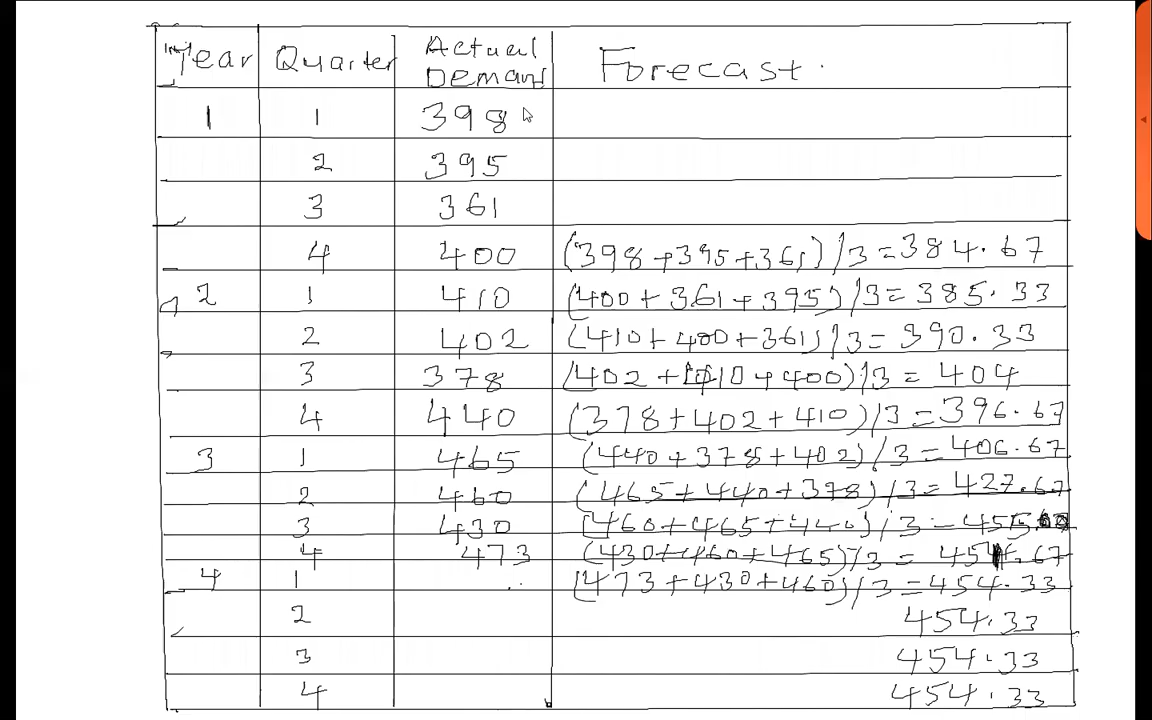 Year Quarter Actual Demand Forecast.
1 1 398
2 395
3 361
4 400 (398+395+361)/3=384.67
2 1 410 (400+361+395)/3=385.33
2 402 (410+400+361)/3=390.33
3 378 (402+410+400)/3=404
4 440 (378+402+410)/3=396.67
3 1 465 (440+378+402)/3=406.67
2 460 (465+440+378)/3=427.67
3 430 (460+465+440)/3=455
4 473 (430+460+465)/3=
4 1 (473+430+460)/3=454.33
2 454.33
3 454.33
4 454.33